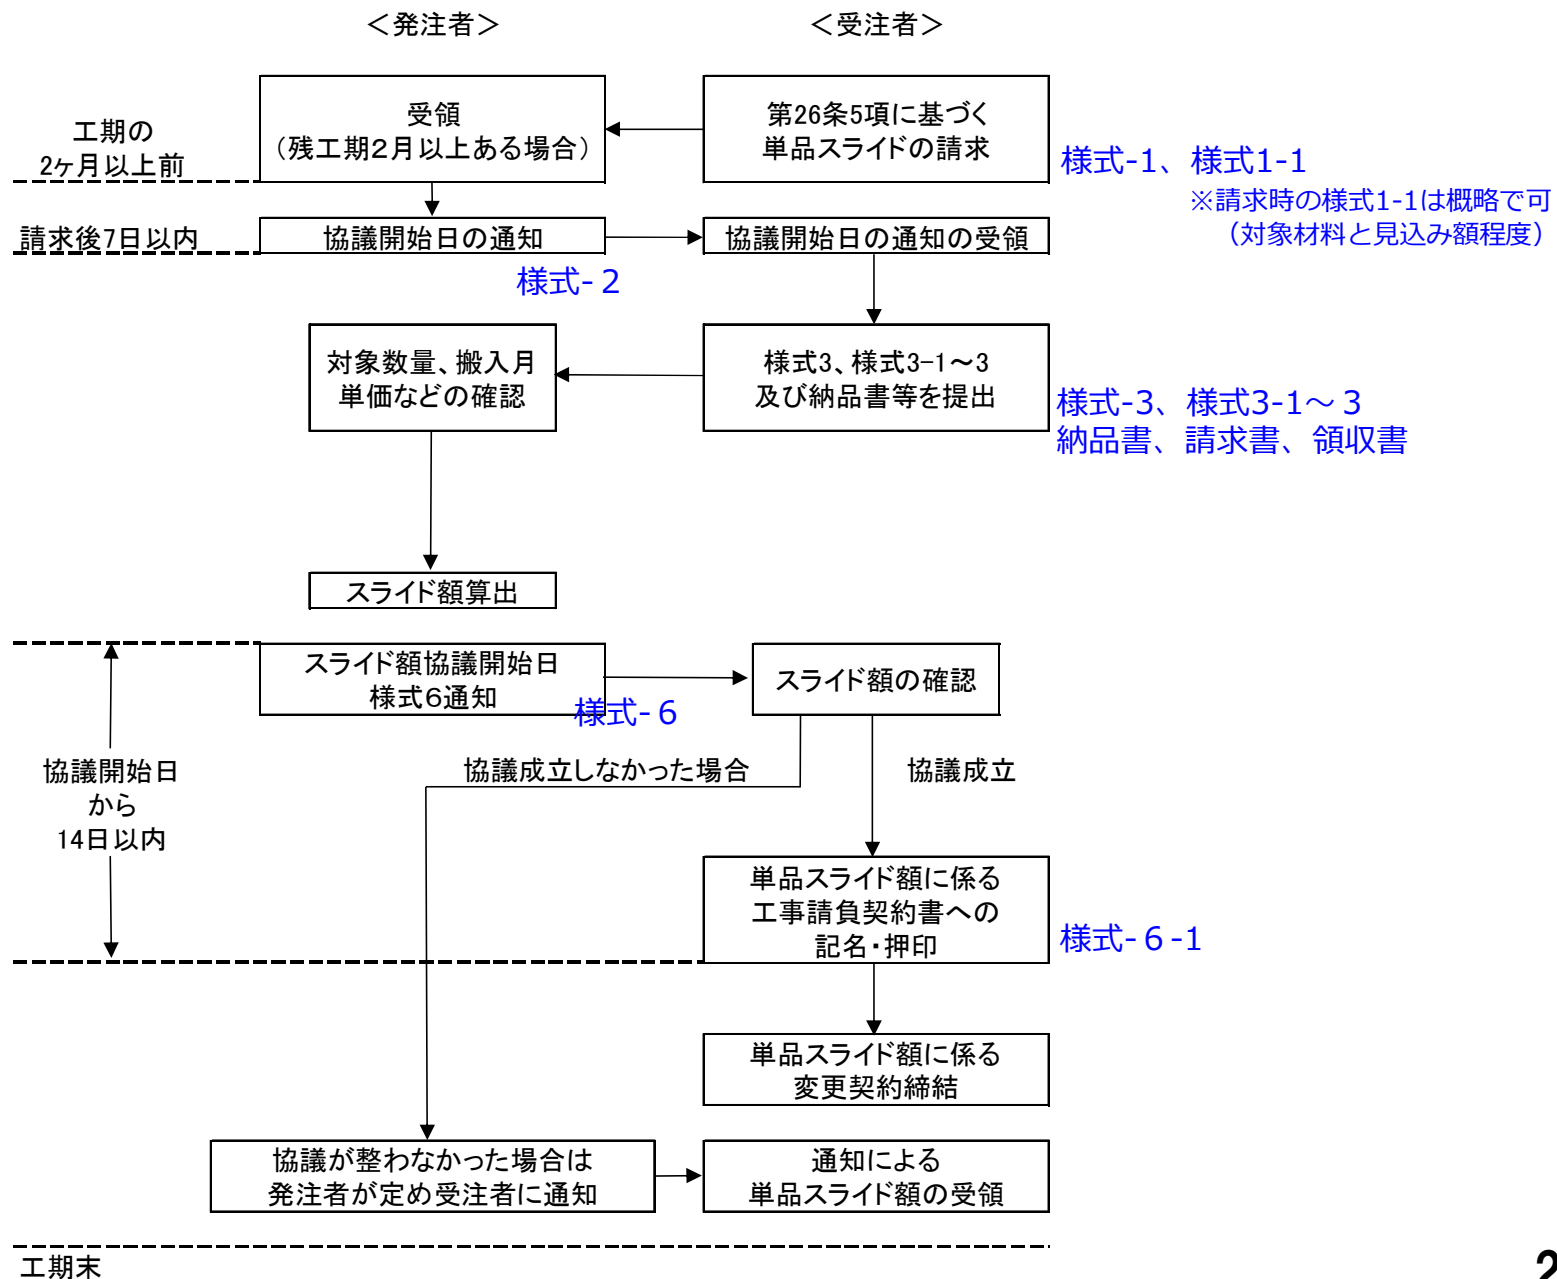 ＜発注者＞
＜受注者＞
工期の
2ヶ月以上前
受領
（残工期２月以上ある場合）
第26条5項に基づく
単品スライドの請求
様式-1、様式1-1
※請求時の様式1-1は概略で可
（対象材料と見込み額程度）
請求後7日以内
協議開始日の通知
協議開始日の通知の受領
様式-２
対象数量、搬入月
単価などの確認
様式3、様式3-1～3
及び納品書等を提出
様式-3、様式3-1～３
納品書、請求書、領収書
スライド額算出
スライド額協議開始日
様式６通知
様式-６
スライド額の確認
協議開始日
から
14日以内
協議成立しなかった場合
協議成立
単品スライド額に係る
工事請負契約書への
記名・押印
様式-６-1
単品スライド額に係る
変更契約締結
協議が整わなかった場合は
発注者が定め受注者に通知
通知による
単品スライド額の受領
工期末
2